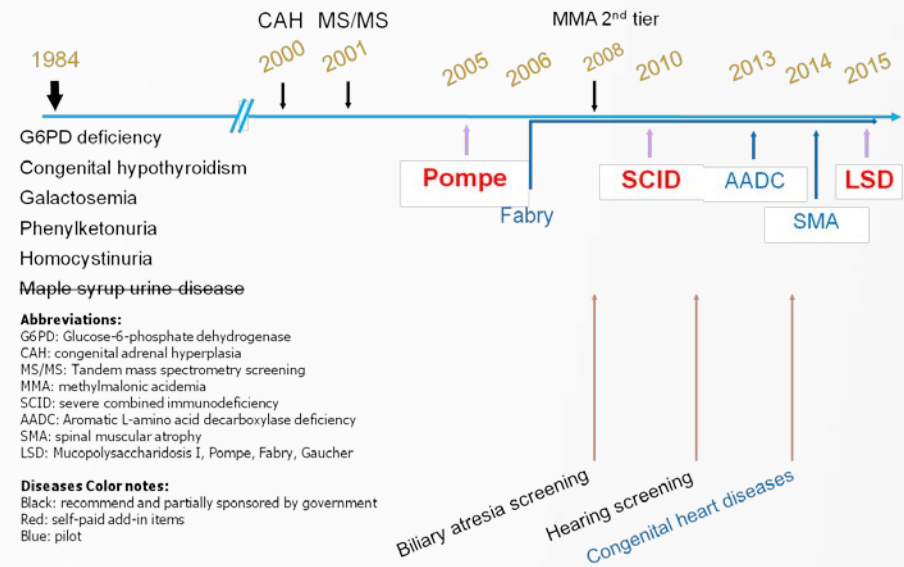 CAH MS/MS MMA 2nd tier
1984 2000 2001 2005 2006 2008 2010 2013 2014 2015
G6PD deficiency
Congenital hypothyroidism
Galactosemia
Phenylketonuria
Homocystinuria
Maple syrup urine disease
Pompe
Fabry
SCID
AADC
SMA
LSD
Abbreviations:
G6PD: Glucose-6-phosphate dehydrogenase
CAH: congenital adrenal hyperplasia
MS/MS: Tandem mass spectrometry screening
MMA: methylmalonic acidemia
SCID: severe combined immunodeficiency
AADC: Aromatic L-amino acid decarboxylase deficiency
SMA: spinal muscular atrophy
LSD: Mucopolysaccharidosis I, Pompe, Fabry, Gaucher
Diseases Color notes:
Black: recommend and partially sponsored by government
Red: self-paid add-in items
Blue: pilot
Biliary atresia screening
Hearing screening
Congenital heart diseases